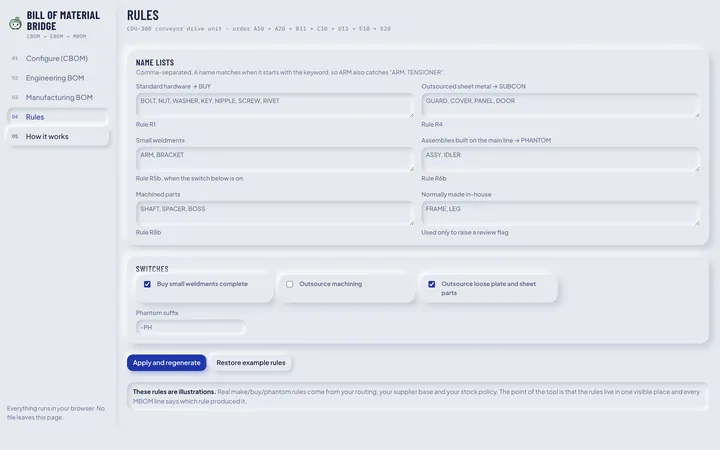 BILL OF MATERIAL
BRIDGE
CBOM → EBOM → MBOM
01 Configure (CBOM)
02 Engineering BOM
03 Manufacturing BOM
04 Rules
05 How it works
Everything runs in your browser. No
file leaves this page.
RULES
CDU-300 conveyor drive unit · order A10 + A20 + B11 + C10 + D11 + E10 + E20
NAME LISTS
Comma-separated. A name matches when it starts with the keyword, so ARM also catches "ARM, TENSIONER".
Standard hardware → BUY
BOLT, NUT, WASHER, KEY, NIPPLE, SCREW, RIVET
Rule R1
Outsourced sheet metal → SUBCON
GUARD, COVER, PANEL, DOOR
Rule R4
Small weldments
ARM, BRACKET
Rule R5b, when the switch below is on
Assemblies built on the main line → PHANTOM
ASSY, IDLER
Rule R6b
Machined parts
SHAFT, SPACER, BOSS
Rule R8b
Normally made in-house
FRAME, LEG
Used only to raise a review flag
SWITCHES
Buy small weldments complete
Outsource machining
Outsource loose plate and sheet
parts
Phantom suffix
-PH
Apply and regenerate
Restore example rules
These rules are illustrations. Real make/buy/phantom rules come from your routing, your supplier base and your stock policy. The point of the tool is that the rules live in one visible place and every
MBOM line says which rule produced it.